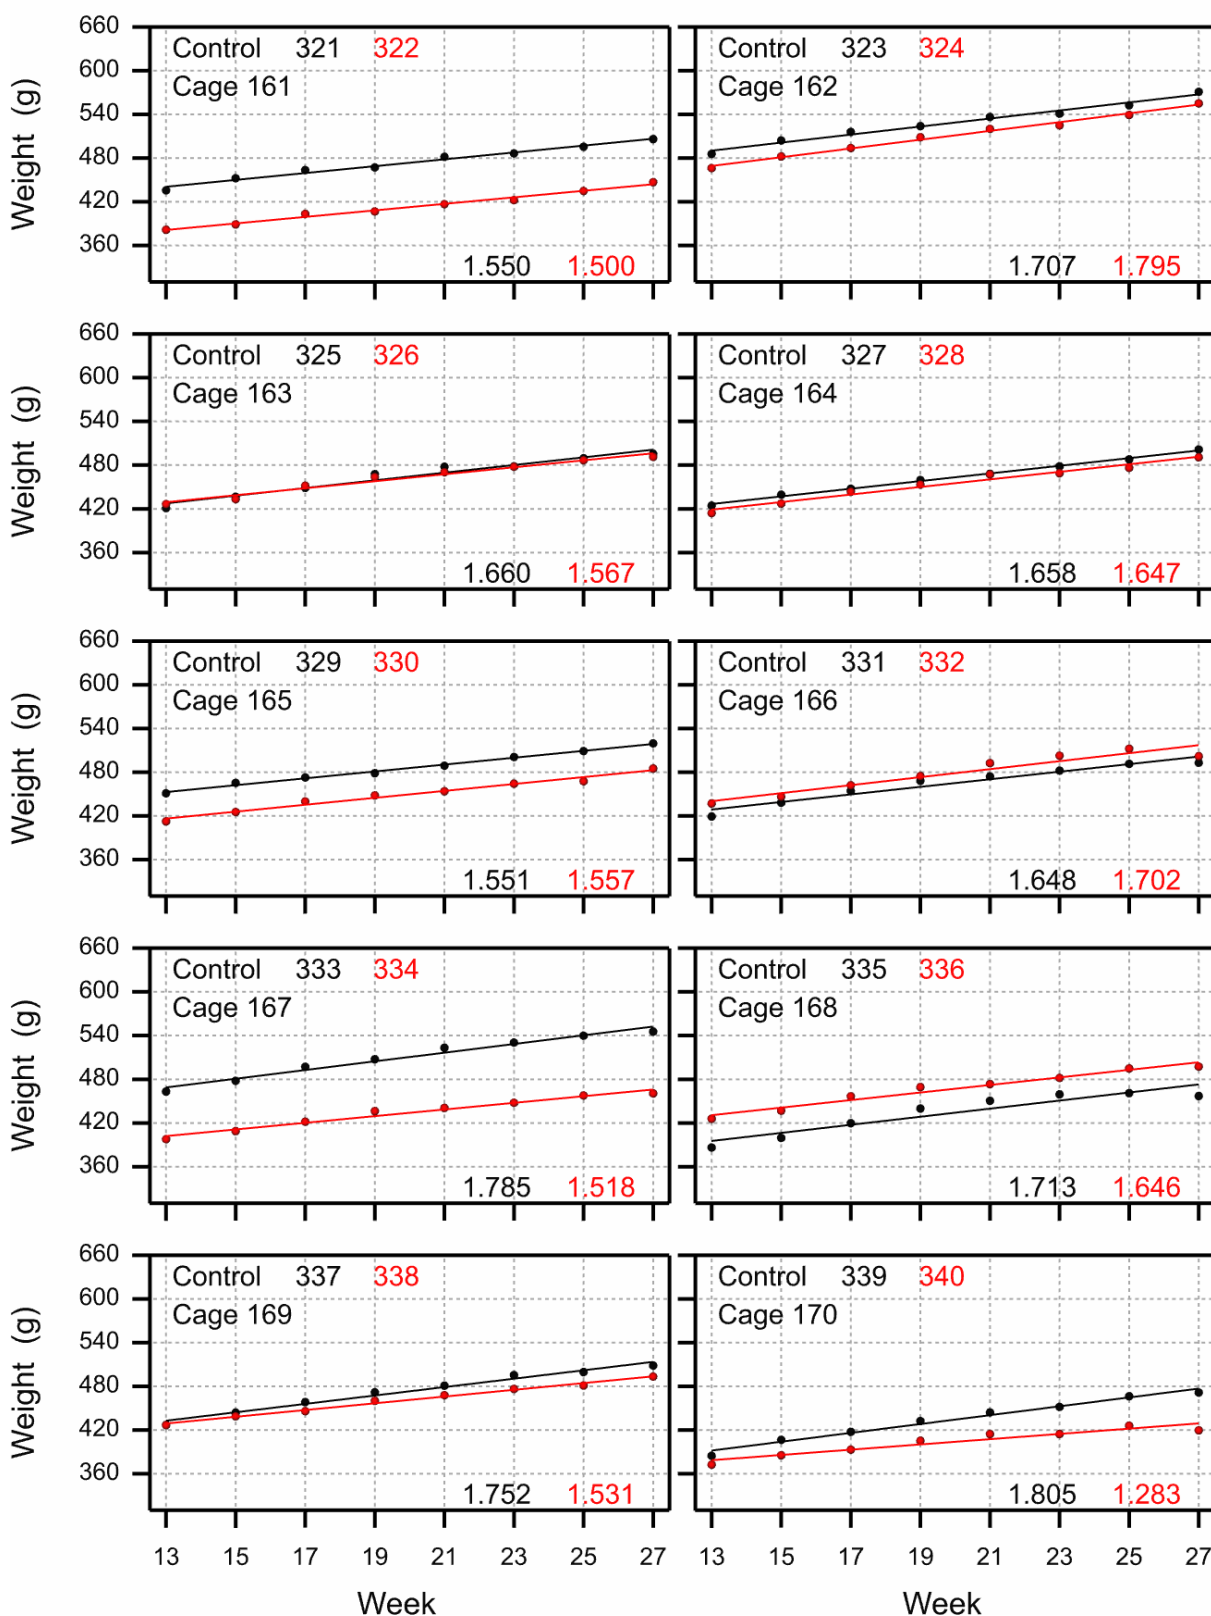 660
600
540
480
420
360
Weight (g)
Control 321 322
Cage 161
1.550 1.500
Control 323 324
Cage 162
1.707 1.795
660
600
540
480
420
360
Weight (g)
Control 325 326
Cage 163
1.660 1.567
Control 327 328
Cage 164
1.658 1.647
660
600
540
480
420
360
Weight (g)
Control 329 330
Cage 165
1.551 1.557
Control 331 332
Cage 166
1.648 1.702
660
600
540
480
420
360
Weight (g)
Control 333 334
Cage 167
1.785 1.518
Control 335 336
Cage 168
1.713 1.646
660
600
540
480
420
360
Weight (g)
Control 337 338
Cage 169
1.752 1.531
Control 339 340
Cage 170
1.805 1.283
13 15 17 19 21 23 25 27
Week
13 15 17 19 21 23 25 27
Week